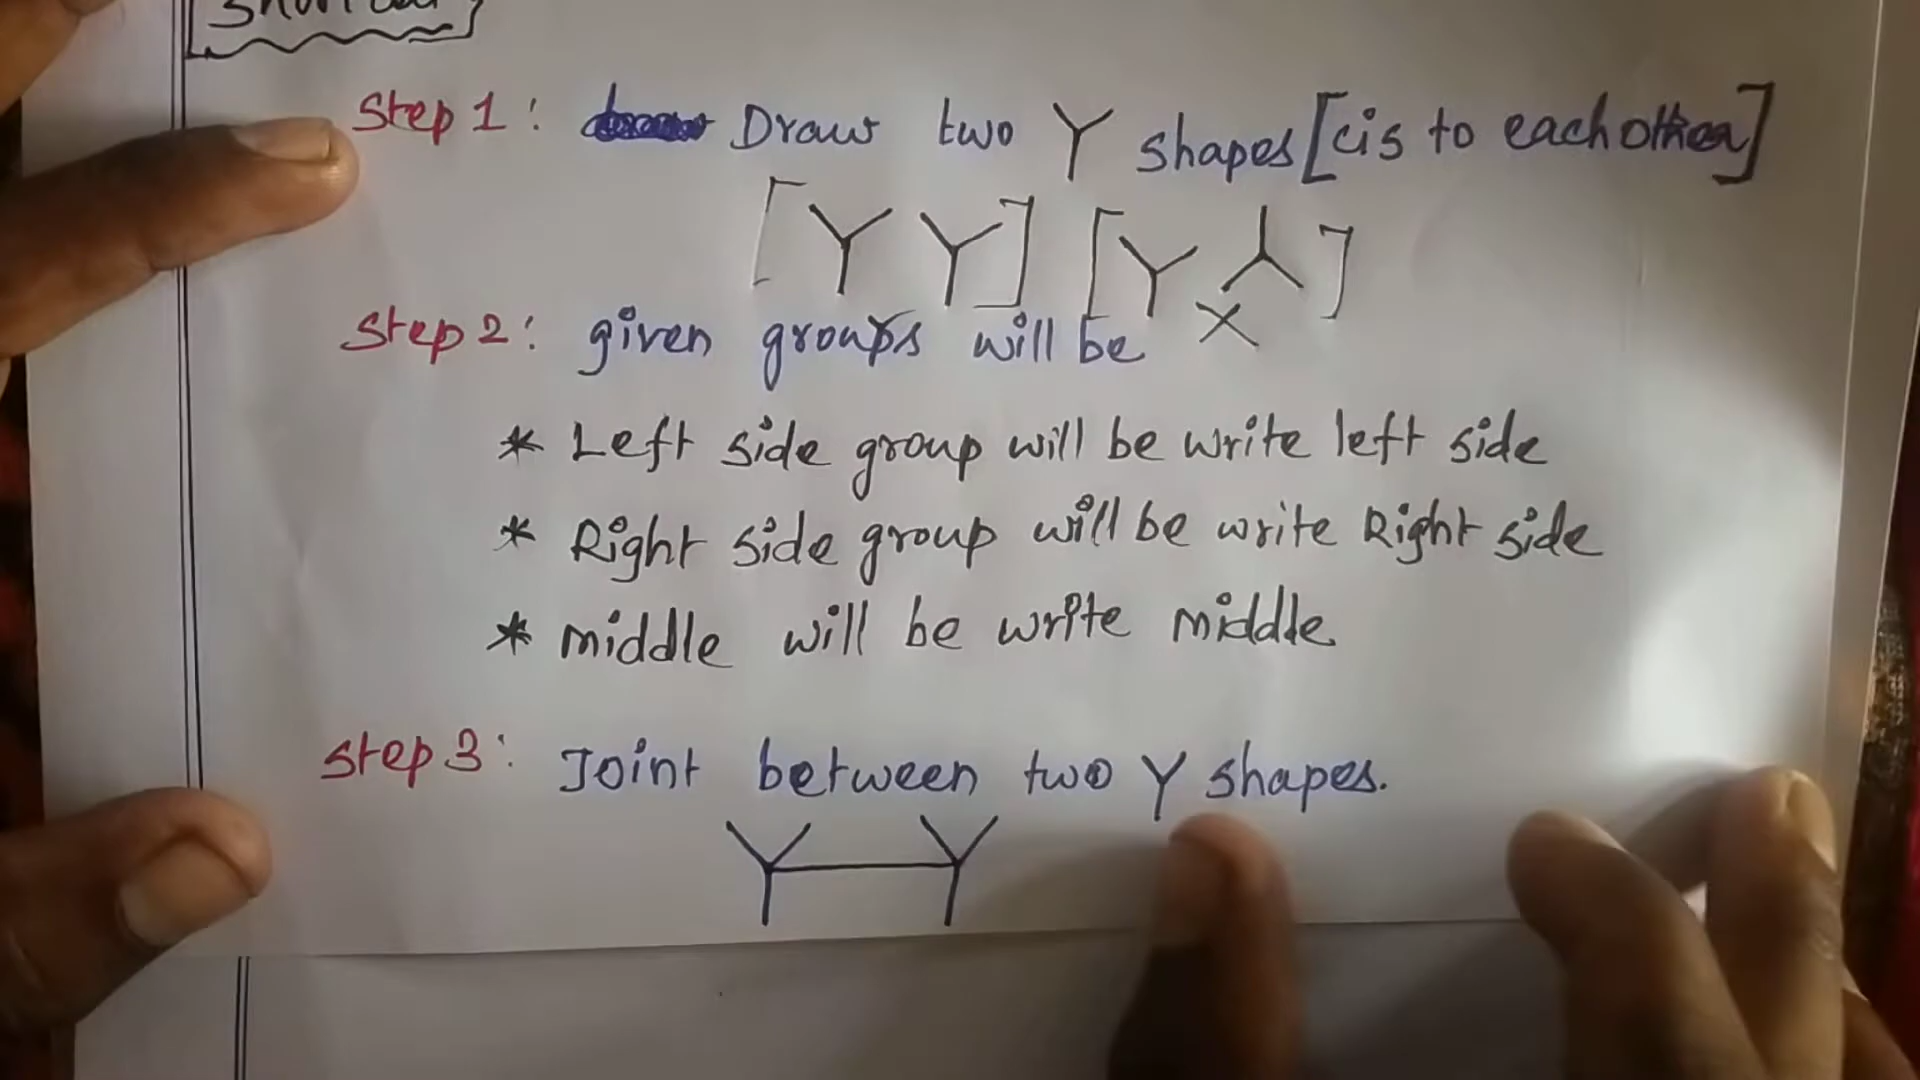 Step 1: Draw two Y shapes [cis to each other]
[Y Y] [Y ⅄]
X
Step 2: given groups will be
* Left side group will be write left side
* Right side group will be write Right side
* middle will be write middle
Step 3: Joint between two Y shapes.